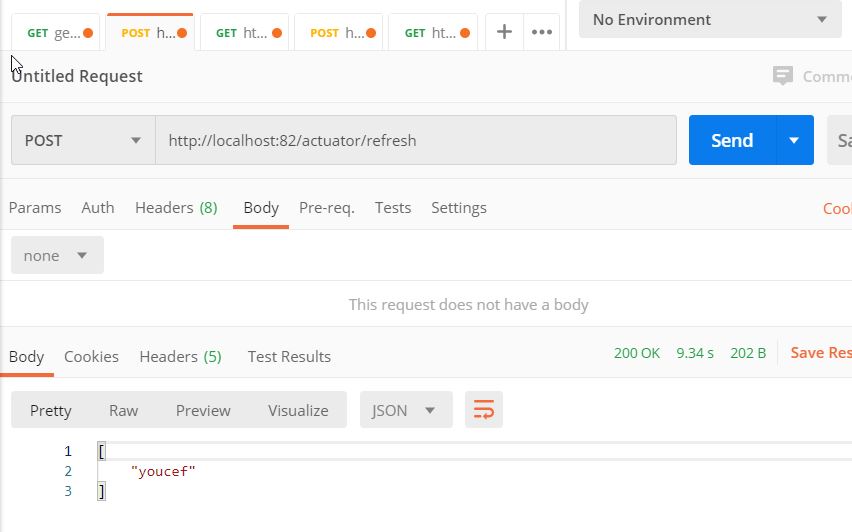 GET ge... POST h... GET ht... POST h... GET ht... + ••• No Environment
Untitled Request Comm
POST http://localhost:82/actuator/refresh Send Sa
Params Auth Headers (8) Body Pre-req. Tests Settings Cool
none
This request does not have a body
Body Cookies Headers (5) Test Results 200 OK 9.34 s 202 B Save Res
Pretty Raw Preview Visualize JSON
1 [
2 "youcef"
3 ]